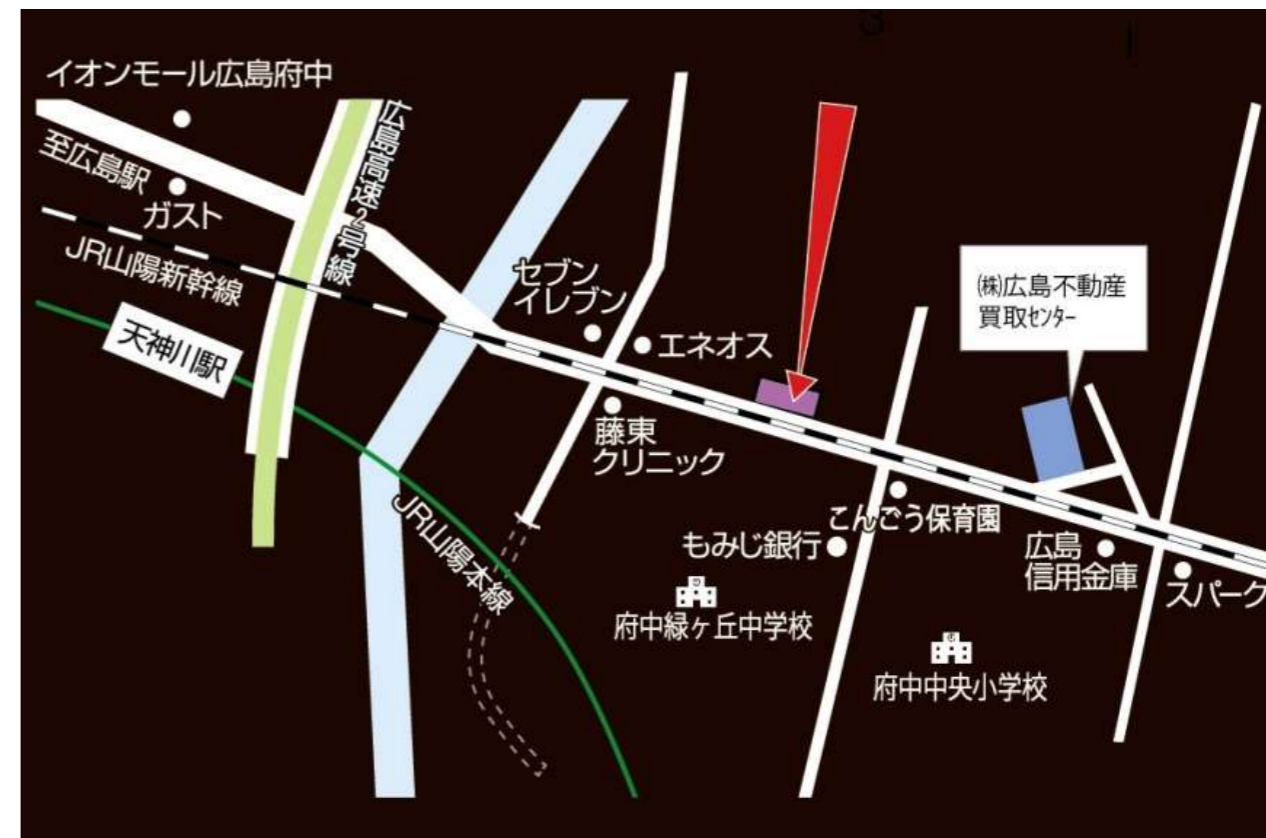 イオンモール広島府中
広島高速2号線
至広島駅
ガスト
JR山陽新幹線
天神川駅
セブン
イレブン
エネオス
㈱広島不動産
買取ｾﾝﾀｰ
藤東
クリニック
JR山陽本線
こんごう保育園
もみじ銀行
広島
信用金庫
スパーク
府中緑ヶ丘中学校
府中中央小学校